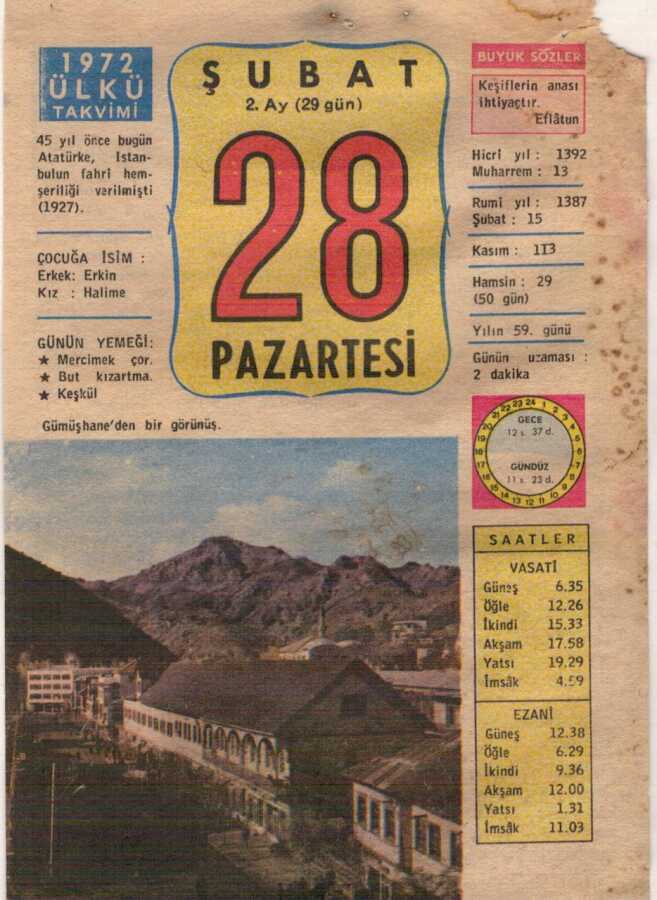 1972
ÜLKÜ
TAKVİMİ
45 yıl önce bugün
Atatürke, İstan-
bulun fahri hem-
şeriliği verilmişti
(1927).
ÇOCUĞA İSİM :
Erkek: Erkin
Kız : Halime
GÜNÜN YEMEĞİ:
★ Mercimek çor.
★ But kızartma.
★ Keşkül
Gümüşhane'den bir görünüş.
ŞUBAT
2. Ay (29 gün)
28
PAZARTESİ
BÜYÜK SÖZLER
Keşiflerin anası
ihtiyaçtır.
Eflâtun
Hicri yıl : 1392
Muharrem : 13
Rumi yıl : 1387
Şubat : 15
Kasım : 113
Hamsin : 29
(50 gün)
Yılın 59. günü
Günün uzaması :
2 dakika
GECE
12 s. 37 d.
GÜNDÜZ
11 s. 23 d.
SAATLER
VASATİ
Güneş 6.35
Öğle 12.26
İkindi 15.33
Akşam 17.58
Yatsı 19.29
İmsâk 4.59
EZANİ
Güneş 12.38
Öğle 6.29
İkindi 9.36
Akşam 12.00
Yatsı 1.31
İmsâk 11.03